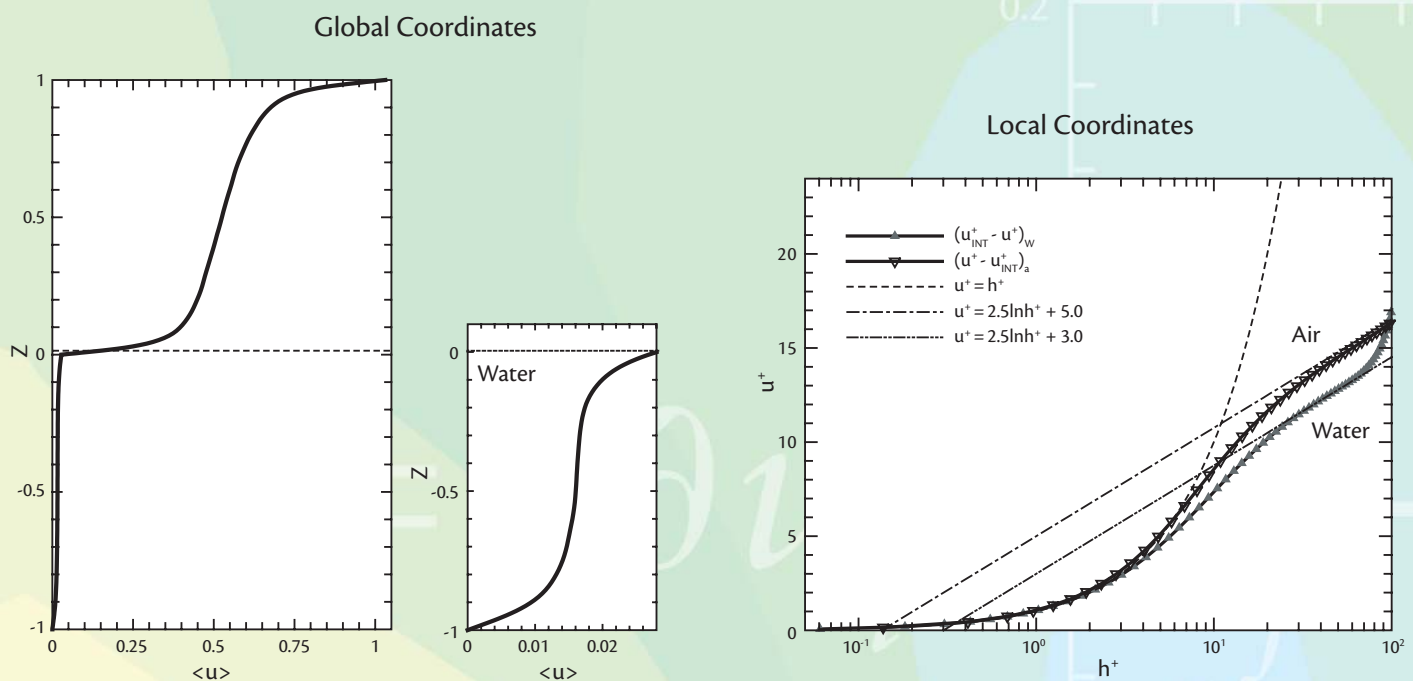 Global Coordinates
1
0.5
0
-0.5
-1
Z
0
0.25
0.5
0.75
1
<u>
Water
0
-0.5
-1
Z
0
0.01
0.02
<u>
0.2
Local Coordinates
(u⁺INT - u⁺)W
(u⁺ - u⁺INT)a
u⁺ = h⁺
u⁺ = 2.5lnh⁺ + 5.0
u⁺ = 2.5lnh⁺ + 3.0
Air
Water
20
15
10
5
0
u⁺
10⁻¹
10⁰
10¹
10²
h⁺
= ∂u